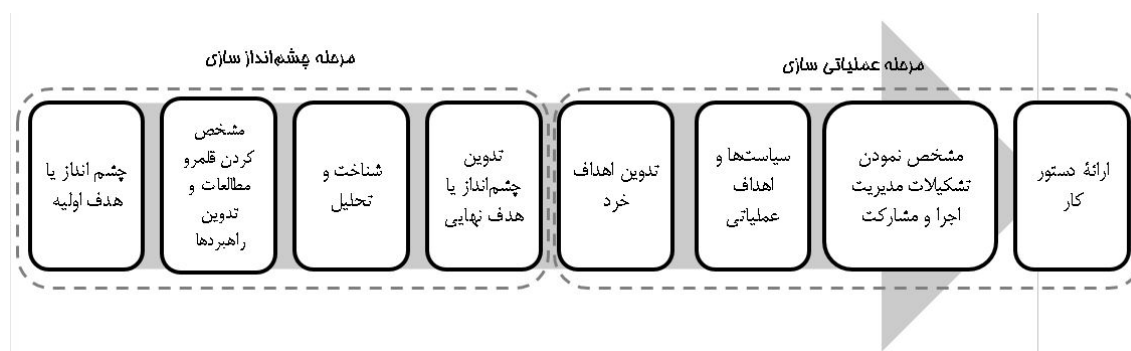 مرحله چشم‌انداز سازی
مرحله عملیاتی سازی
چشم انداز یا
هدف اولیه
مشخص
کردن قلمرو
مطالعات و
تدوین
راهبردها
شناخت و
تحلیل
تدوین
چشم‌انداز یا
هدف نهایی
تدوین اهداف
خرد
سیاست‌ها و
اهداف
عملیاتی
مشخص نمودن
تشکیلات مدیریت
اجرا و مشارکت
ارائۀ دستور
کار